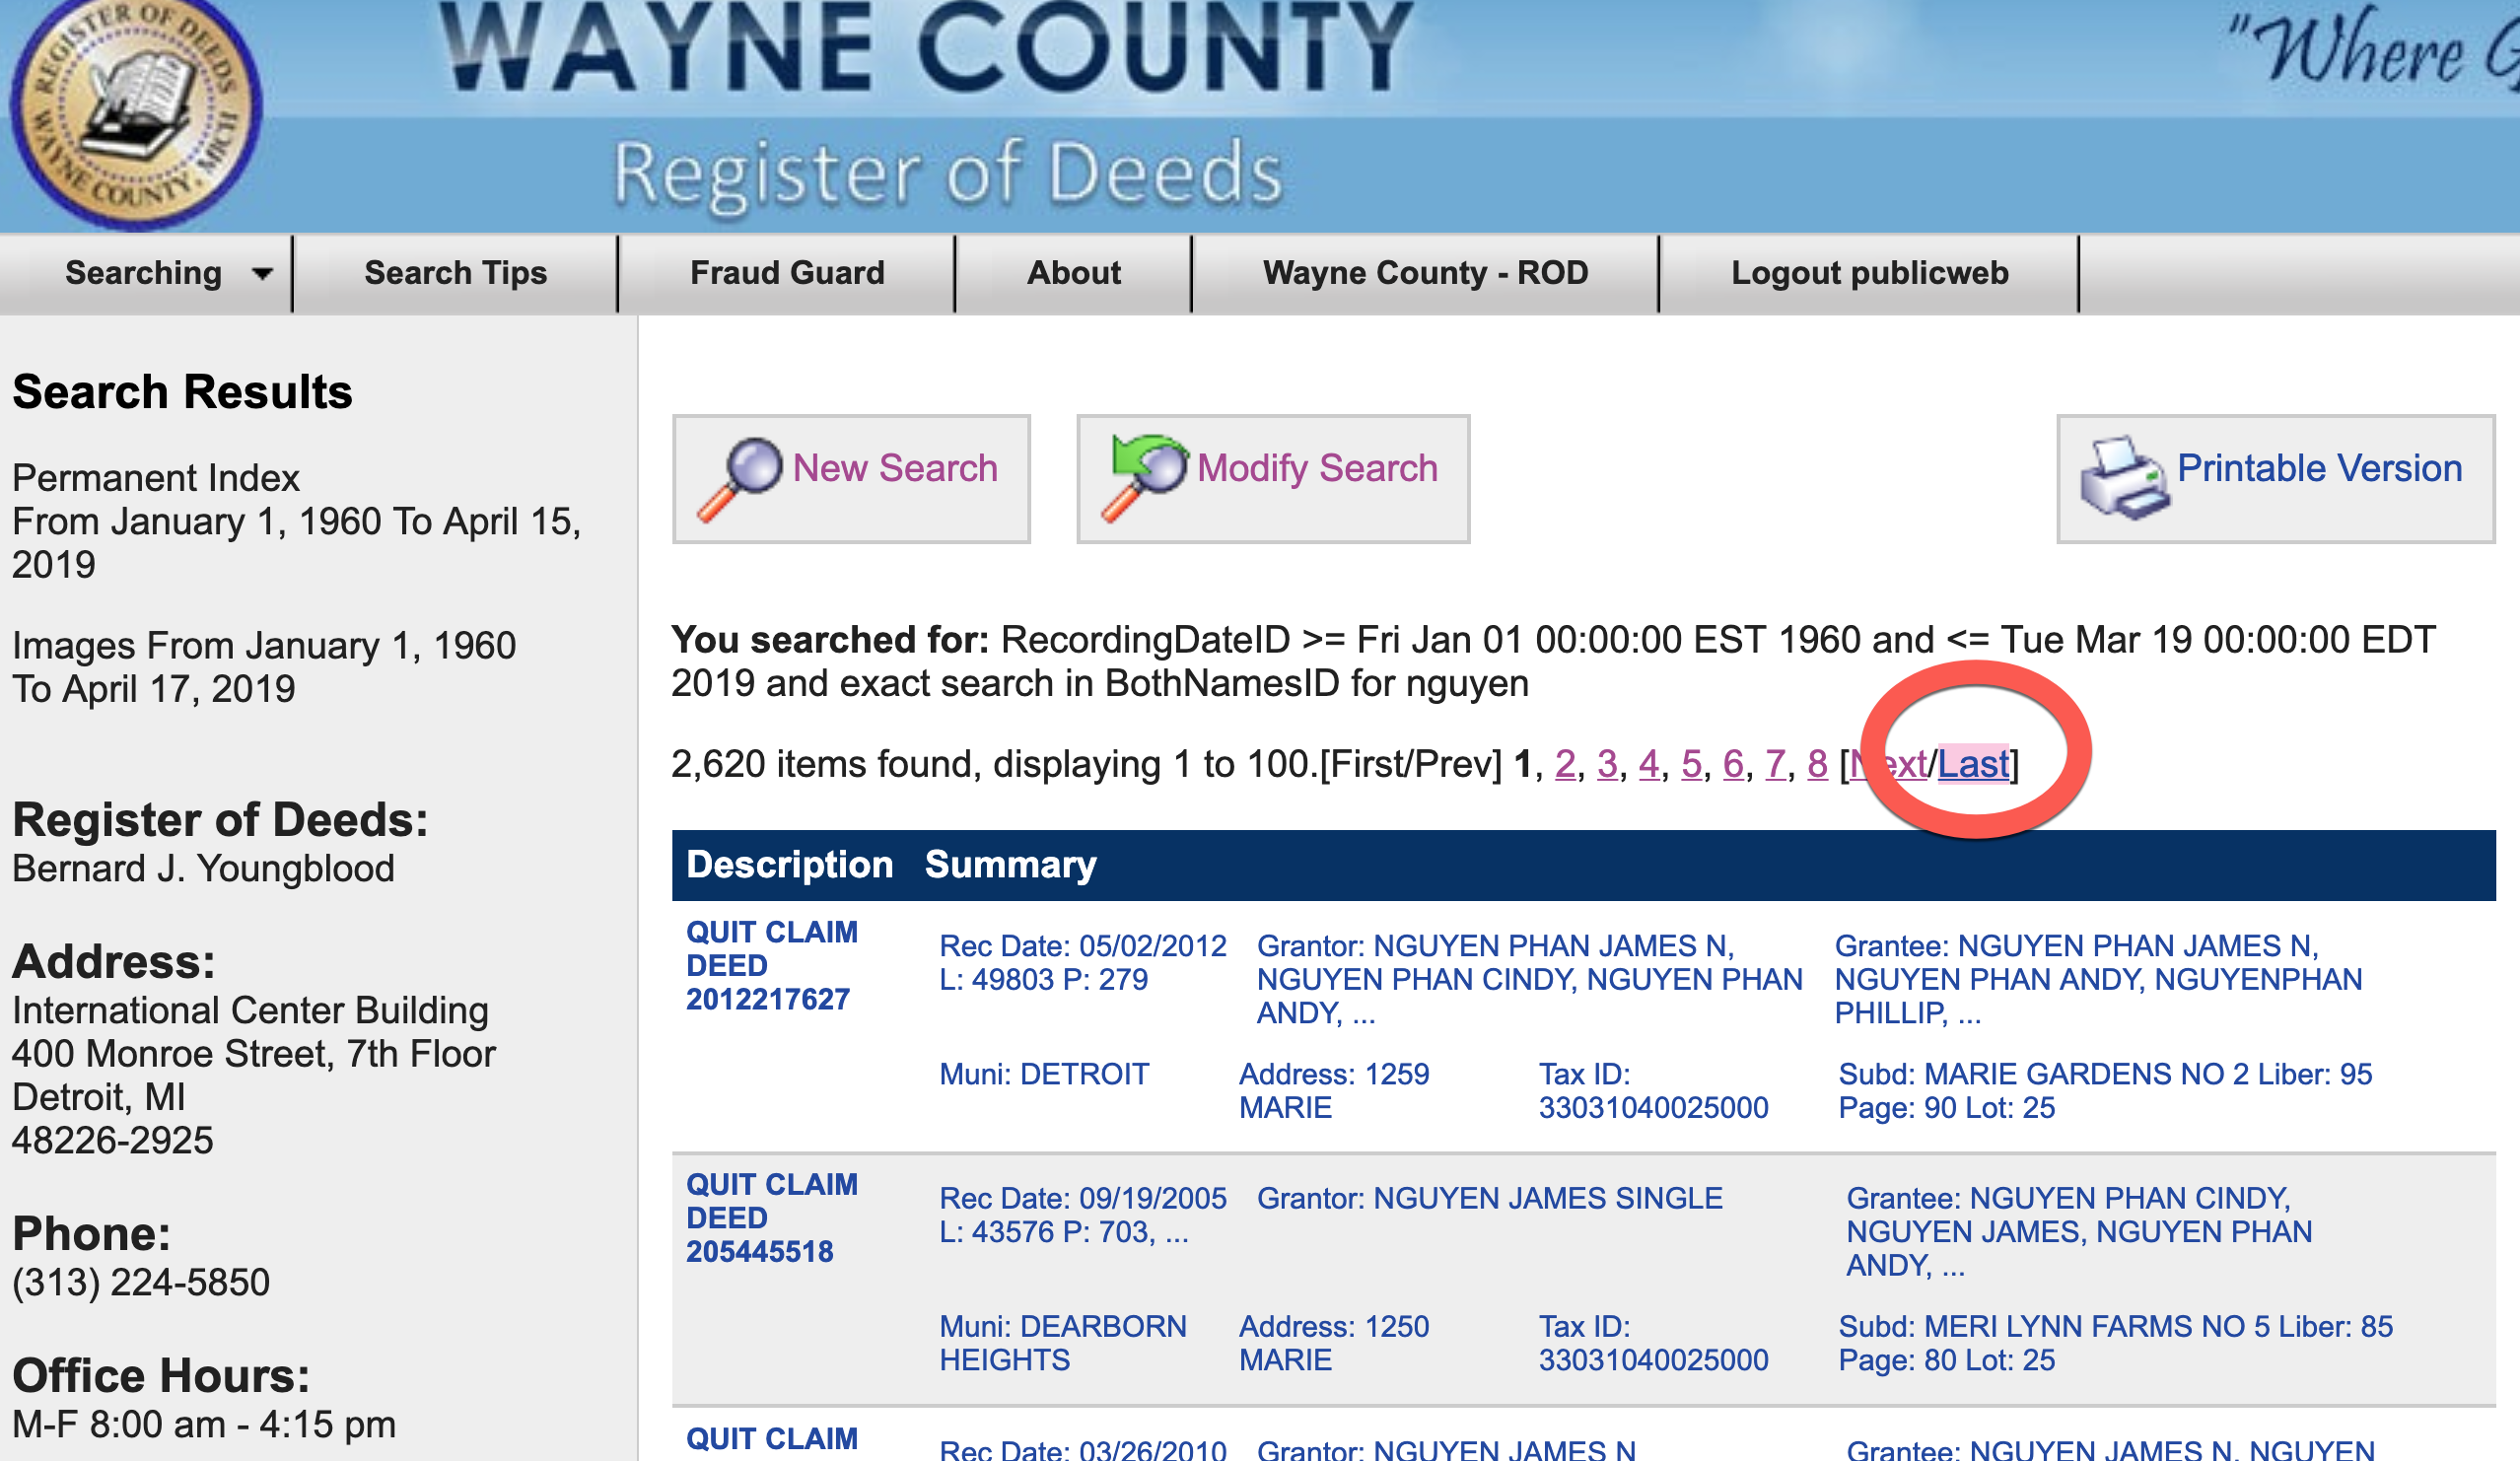 REGISTER OF DEEDS
WAYNE COUNTY, MICH
WAYNE COUNTY
Register of Deeds
"Where
Searching
Search Tips
Fraud Guard
About
Wayne County - ROD
Logout publicweb
Search Results
Permanent Index
From January 1, 1960 To April 15,
2019
Images From January 1, 1960
To April 17, 2019
Register of Deeds:
Bernard J. Youngblood
Address:
International Center Building
400 Monroe Street, 7th Floor
Detroit, MI
48226-2925
Phone:
(313) 224-5850
Office Hours:
M-F 8:00 am - 4:15 pm
New Search
Modify Search
Printable Version
You searched for: RecordingDateID >= Fri Jan 01 00:00:00 EST 1960 and <= Tue Mar 19 00:00:00 EDT
2019 and exact search in BothNamesID for nguyen
2,620 items found, displaying 1 to 100.[First/Prev] 1, 2, 3, 4, 5, 6, 7, 8 [Next/Last]
Description Summary
QUIT CLAIM
DEED
2012217627
Rec Date: 05/02/2012
L: 49803 P: 279
Grantor: NGUYEN PHAN JAMES N,
NGUYEN PHAN CINDY, NGUYEN PHAN
ANDY, ...
Grantee: NGUYEN PHAN JAMES N,
NGUYEN PHAN ANDY, NGUYENPHAN
PHILLIP, ...
Muni: DETROIT
Address: 1259
MARIE
Tax ID:
33031040025000
Subd: MARIE GARDENS NO 2 Liber: 95
Page: 90 Lot: 25
QUIT CLAIM
DEED
205445518
Rec Date: 09/19/2005
L: 43576 P: 703, ...
Grantor: NGUYEN JAMES SINGLE
Grantee: NGUYEN PHAN CINDY,
NGUYEN JAMES, NGUYEN PHAN
ANDY, ...
Muni: DEARBORN
HEIGHTS
Address: 1250
MARIE
Tax ID:
33031040025000
Subd: MERI LYNN FARMS NO 5 Liber: 85
Page: 80 Lot: 25
QUIT CLAIM
Rec Date: 03/26/2010
Grantor: NGUYEN JAMES N
Grantee: NGUYEN JAMES N, NGUYEN